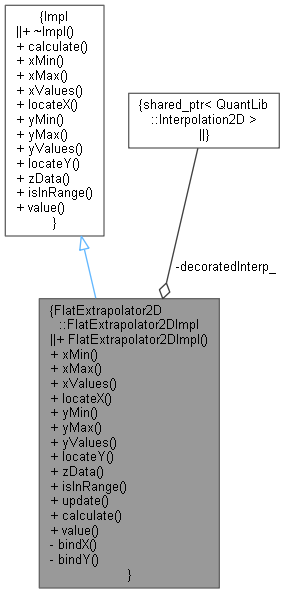 {Impl
||+ ~Impl()
+ calculate()
+ xMin()
+ xMax()
+ xValues()
+ locateX()
+ yMin()
+ yMax()
+ yValues()
+ locateY()
+ zData()
+ isInRange()
+ value()
}
{shared_ptr< QuantLib
::Interpolation2D >
||}
-decoratedInterp_
{FlatExtrapolator2D
::FlatExtrapolator2DImpl
||+ FlatExtrapolator2DImpl()
+ xMin()
+ xMax()
+ xValues()
+ locateX()
+ yMin()
+ yMax()
+ yValues()
+ locateY()
+ zData()
+ isInRange()
+ update()
+ calculate()
+ value()
- bindX()
- bindY()
}